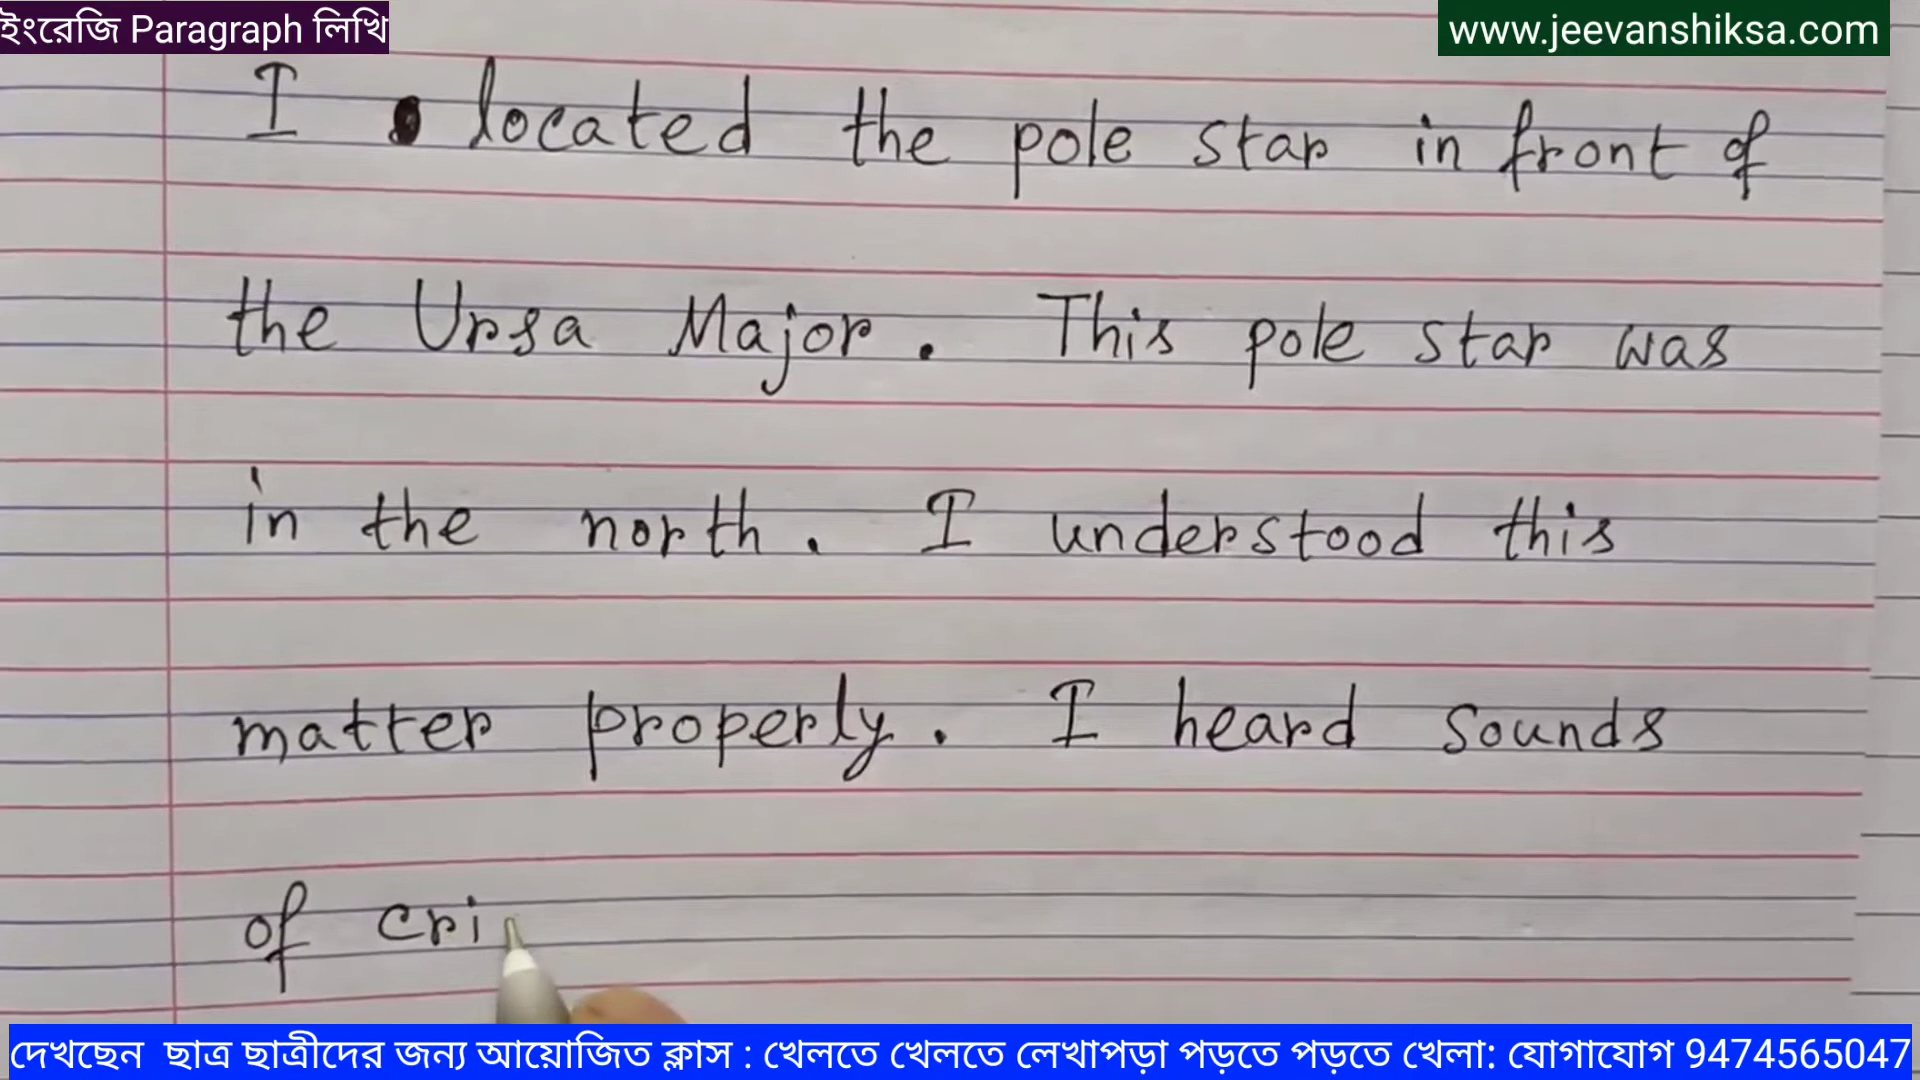 ইংরেজি Paragraph লিখি
www.jeevanshiksa.com
I located the pole star in front of
the Ursa Major. This pole star was
in the north. I understood this
matter properly. I heard sounds
of cri
দেখছেন ছাত্র ছাত্রীদের জন্য আয়োজিত ক্লাস : খেলতে খেলতে লেখাপড়া পড়তে পড়তে খেলা: যোগাযোগ 9474565047